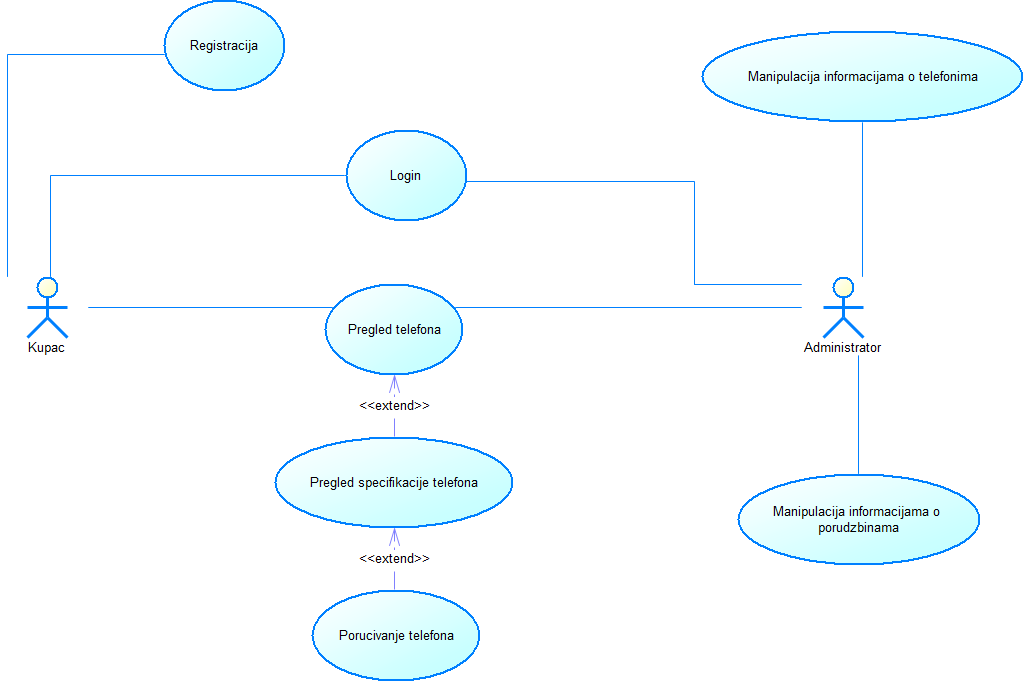 Registracija
Manipulacija informacijama o telefonima
Login
Pregled telefona
Kupac
Administrator
<<extend>>
Pregled specifikacije telefona
Manipulacija informacijama o
porudzbinama
<<extend>>
Porucivanje telefona